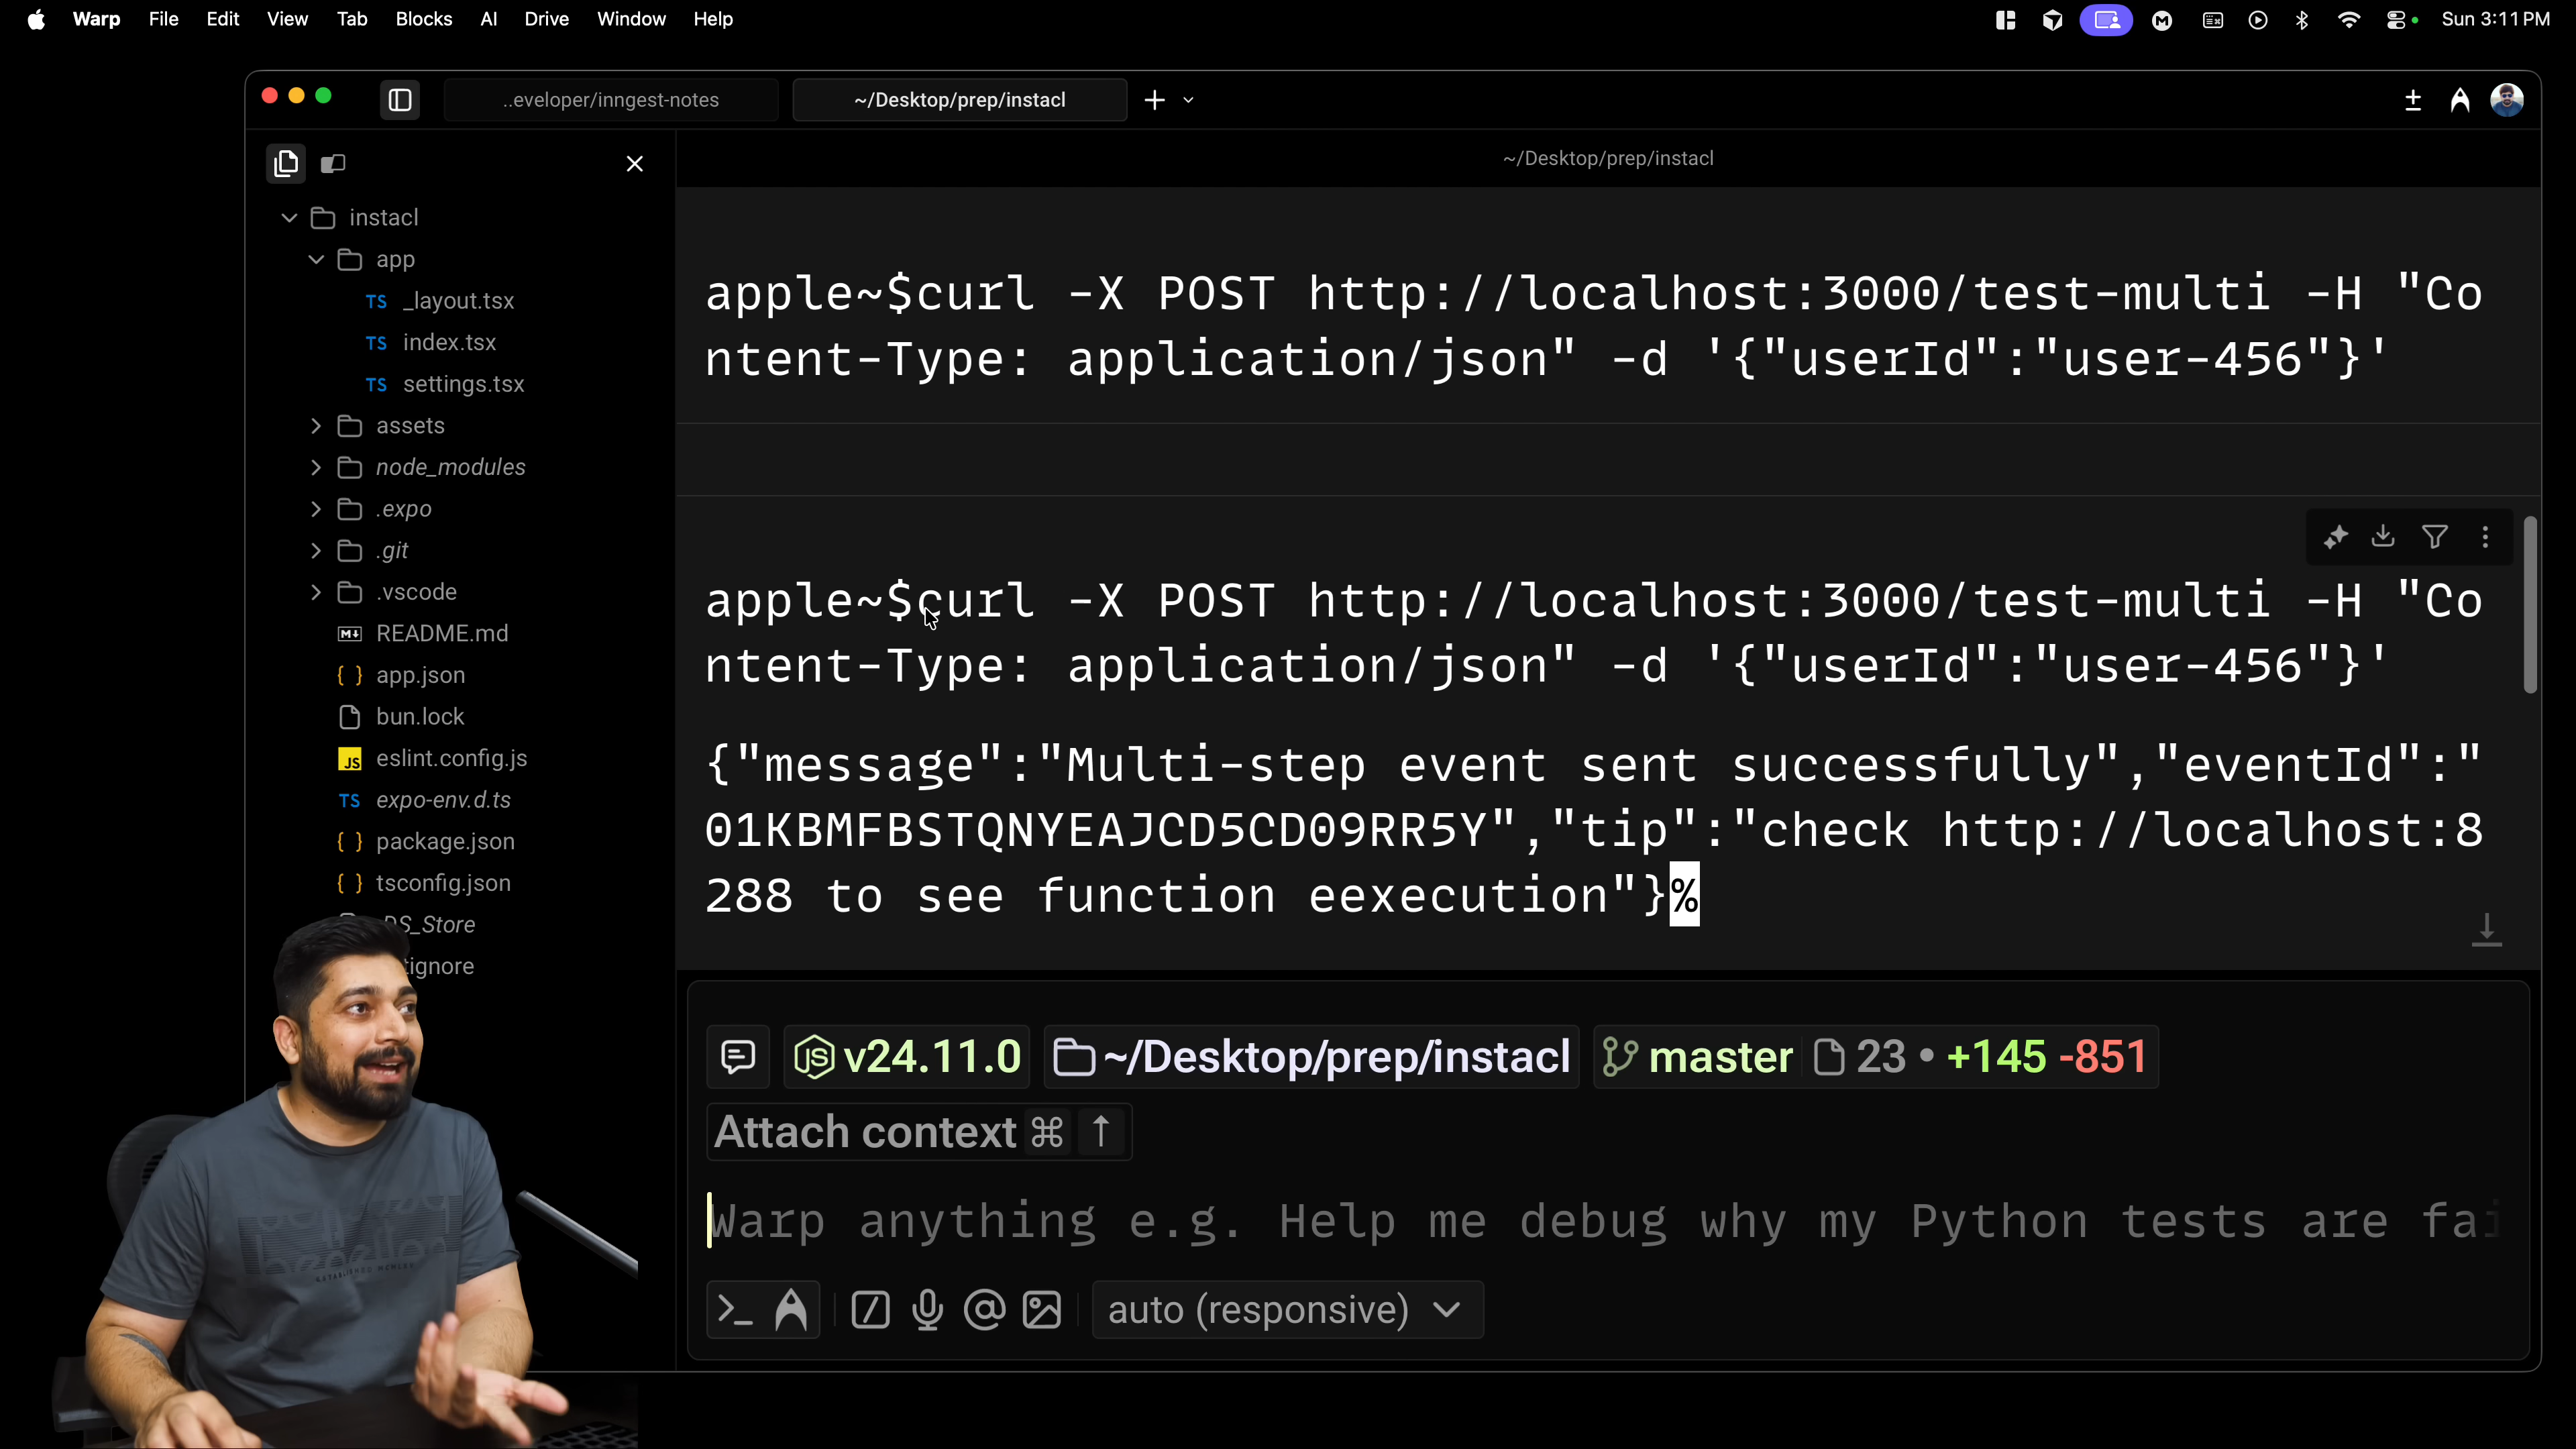 Warp File Edit View Tab Blocks AI Drive Window Help
Sun 3:11 PM
..eveloper/inngest-notes
~/Desktop/prep/instacl
~/Desktop/prep/instacl
instacl
app
TS _layout.tsx
TS index.tsx
TS settings.tsx
assets
node_modules
.expo
.git
.vscode
README.md
{ } app.json
bun.lock
JS eslint.config.js
TS expo-env.d.ts
{ } package.json
{ } tsconfig.json
DS_Store
tignore
apple~$curl -X POST http://localhost:3000/test-multi -H "Co
ntent-Type: application/json" -d '{"userId":"user-456"}'
apple~$curl -X POST http://localhost:3000/test-multi -H "Co
ntent-Type: application/json" -d '{"userId":"user-456"}'
{"message":"Multi-step event sent successfully","eventId":"
01KBMFBSTQNYEAJCD5CD09RR5Y","tip":"check http://localhost:8
288 to see function eexecution"}%
v24.11.0 ~/Desktop/prep/instacl master 23 • +145 -851
Attach context ⌘ ↑
Warp anything e.g. Help me debug why my Python tests are fai
auto (responsive)